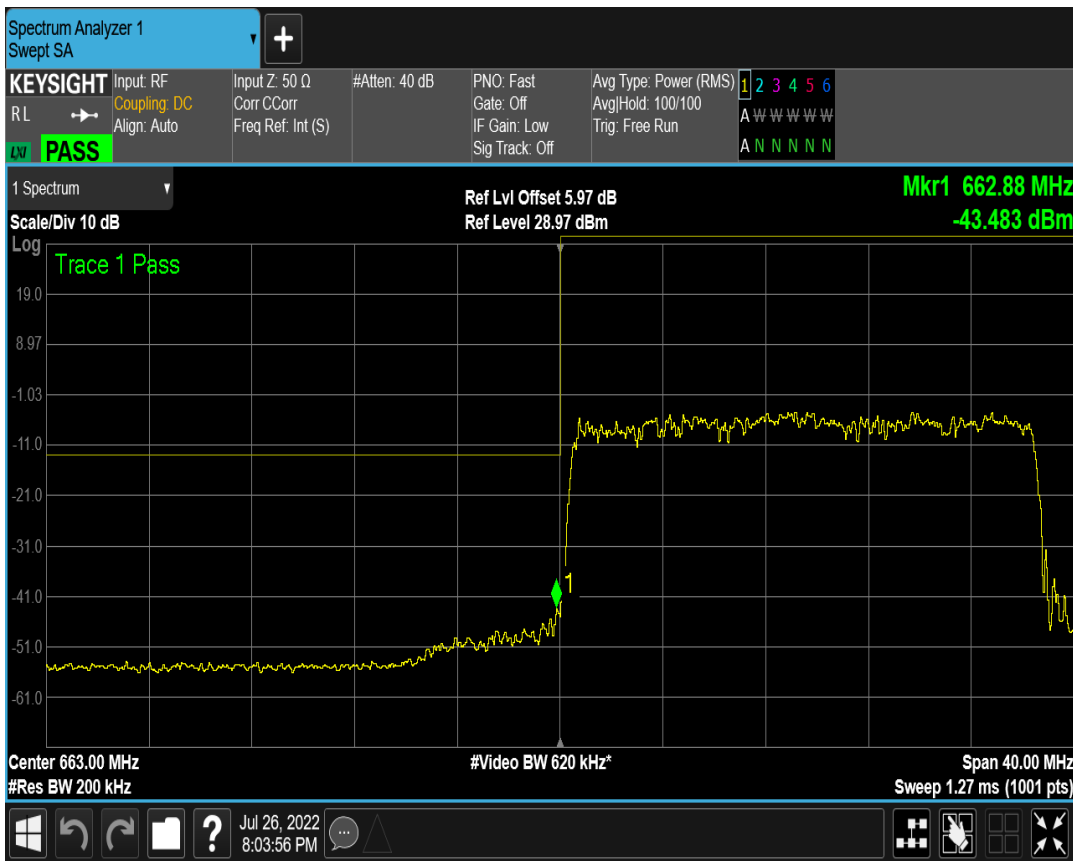 Spectrum Analyzer 1
Swept SA
+
KEYSIGHT
RL
LXI PASS
Input: RF
Coupling: DC
Align: Auto
Input Z: 50 Ω
Corr CCorr
Freq Ref: Int (S)
#Atten: 40 dB
PNO: Fast
Gate: Off
IF Gain: Low
Sig Track: Off
Avg Type: Power (RMS)
Avg|Hold: 100/100
Trig: Free Run
1 2 3 4 5 6
A W W W W W
A N N N N N
1 Spectrum
Scale/Div 10 dB
Ref Lvl Offset 5.97 dB
Ref Level 28.97 dBm
Mkr1 662.88 MHz
-43.483 dBm
Log
Trace 1 Pass
19.0
8.97
-1.03
-11.0
-21.0
-31.0
-41.0
-51.0
-61.0
1
Center 663.00 MHz
#Res BW 200 kHz
#Video BW 620 kHz*
Span 40.00 MHz
Sweep 1.27 ms (1001 pts)
?
Jul 26, 2022
8:03:56 PM